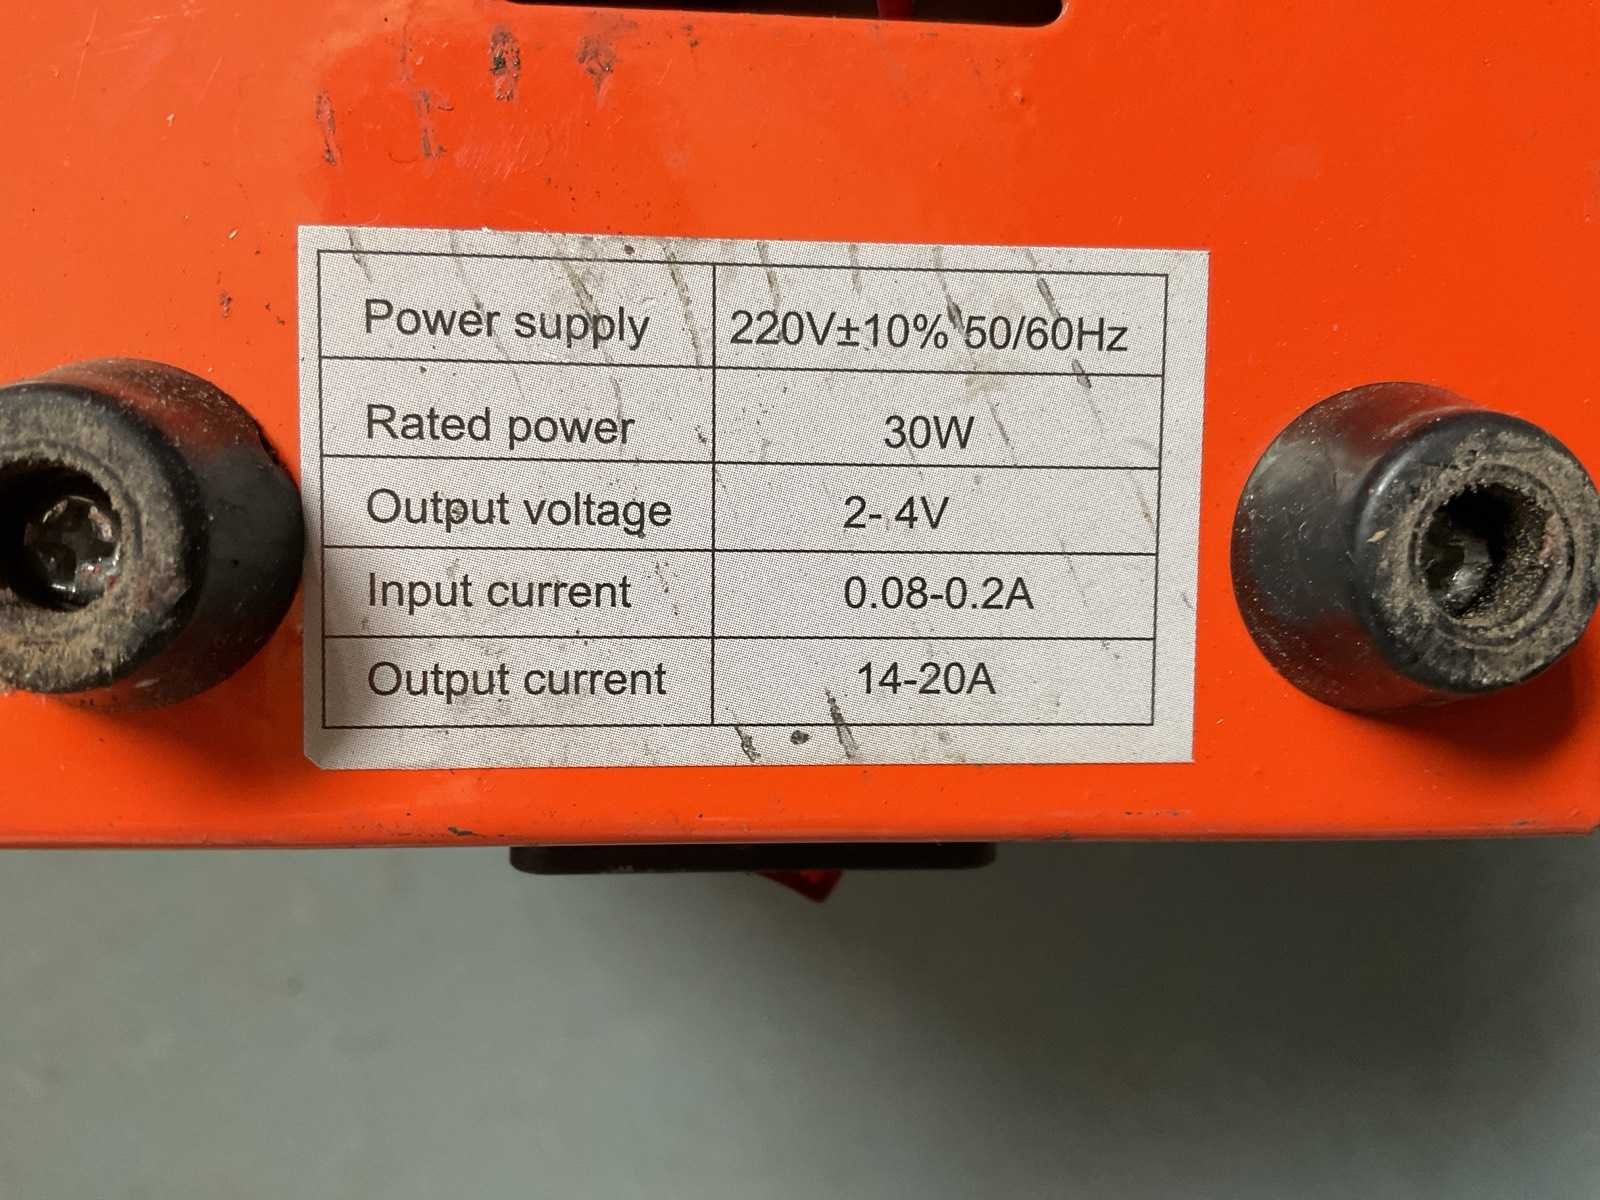 Power supply 220V±10% 50/60Hz
Rated power 30W
Output voltage 2- 4V
Input current 0.08-0.2A
Output current 14-20A